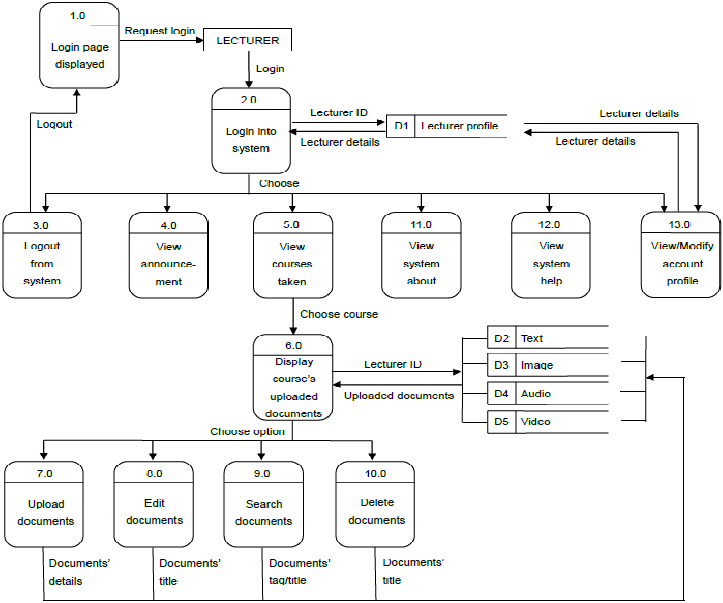 1.0
Login page
displayed
Request login
LECTURER
Login
2.0
Login into
system
Lecturer ID
Lecturer details
D1 Lecturer profile
Lecturer details
Lecturer details
Logout
Choose
3.0
Logout
from
system
4.0
View
announce-
ment
5.0
View
courses
taken
11.0
View
system
about
12.0
View
system
help
13.0
View/Modify
account
profile
Choose course
6.0
Display
course's
uploaded
documents
Lecturer ID
Uploaded documents
D2 Text
D3 Image
D4 Audio
D5 Video
Choose option
7.0
Upload
documents
8.0
Edit
documents
9.0
Search
documents
10.0
Delete
documents
Documents'
details
Documents'
title
Documents'
tag/title
Documents'
title